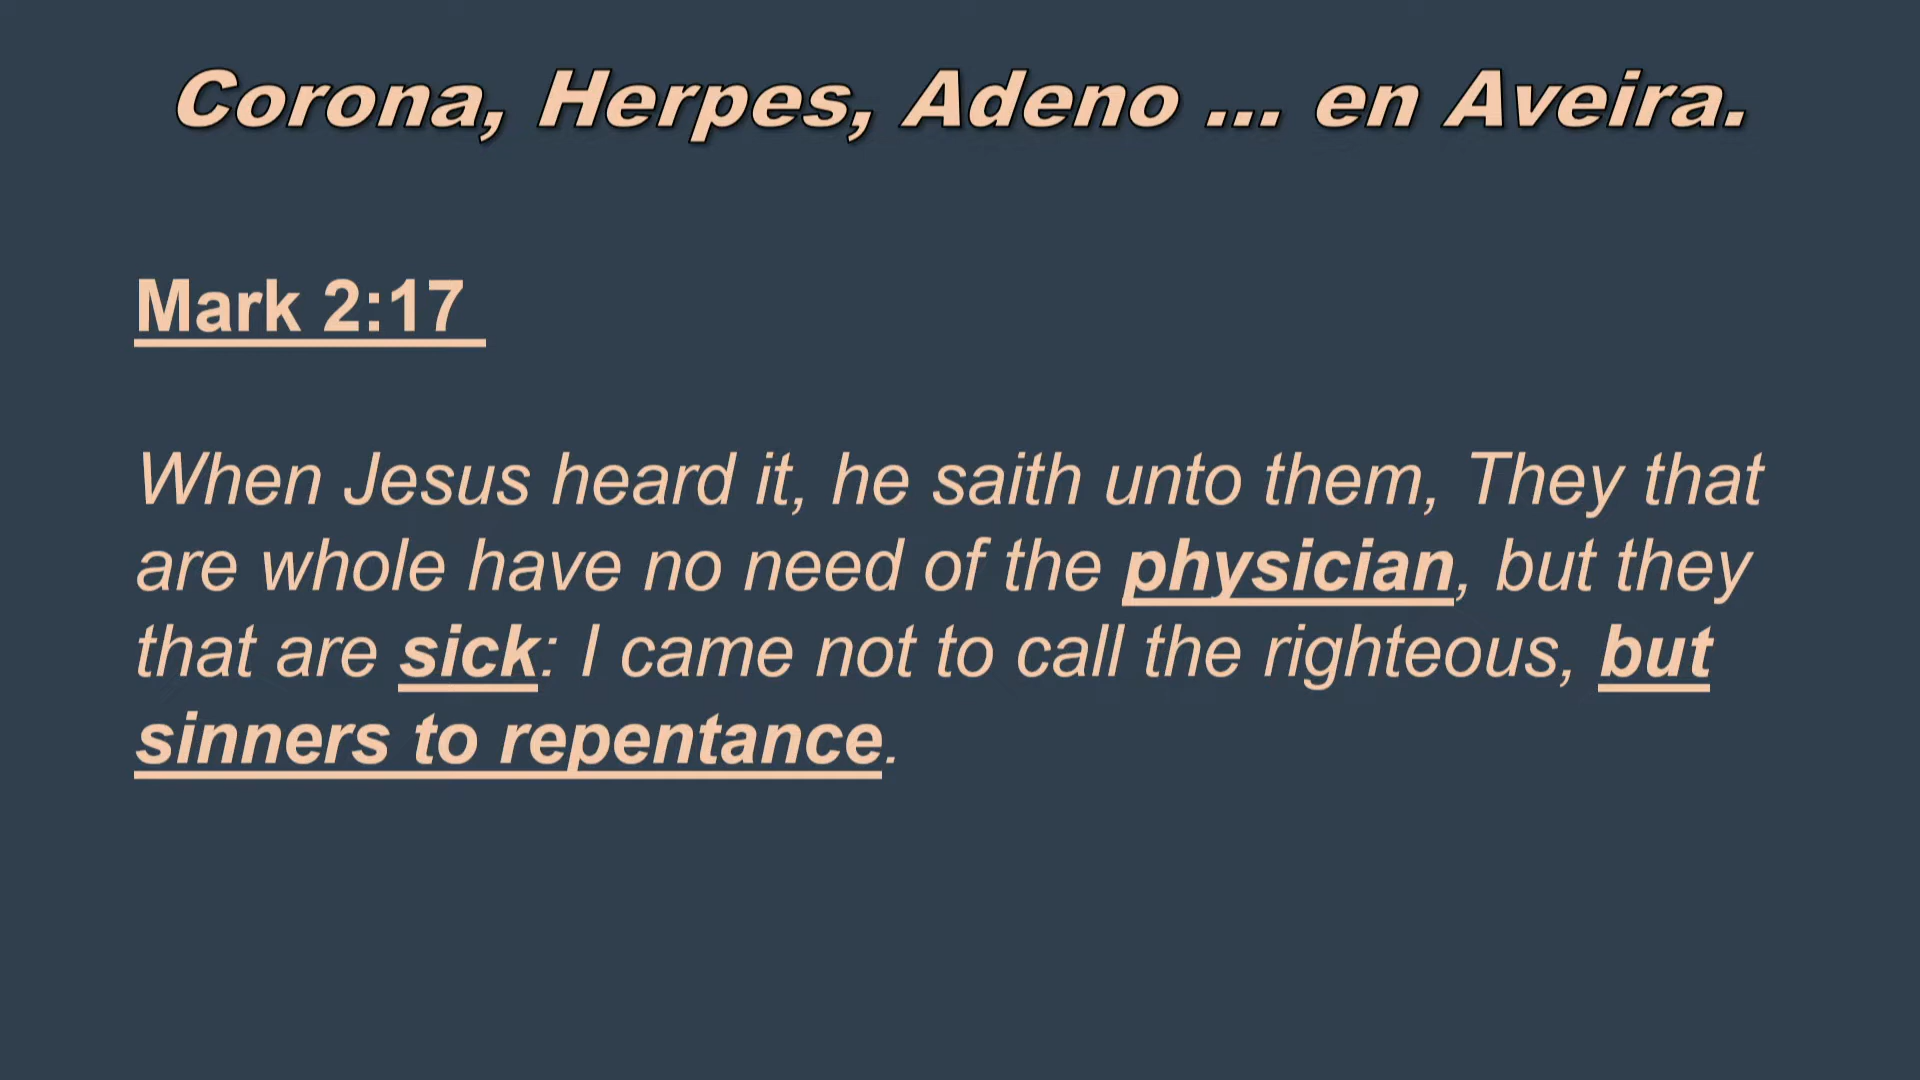 Corona, Herpes, Adeno ... en Aveira.
Mark 2:17
When Jesus heard it, he saith unto them, They that
are whole have no need of the physician, but they
that are sick: I came not to call the righteous, but
sinners to repentance.